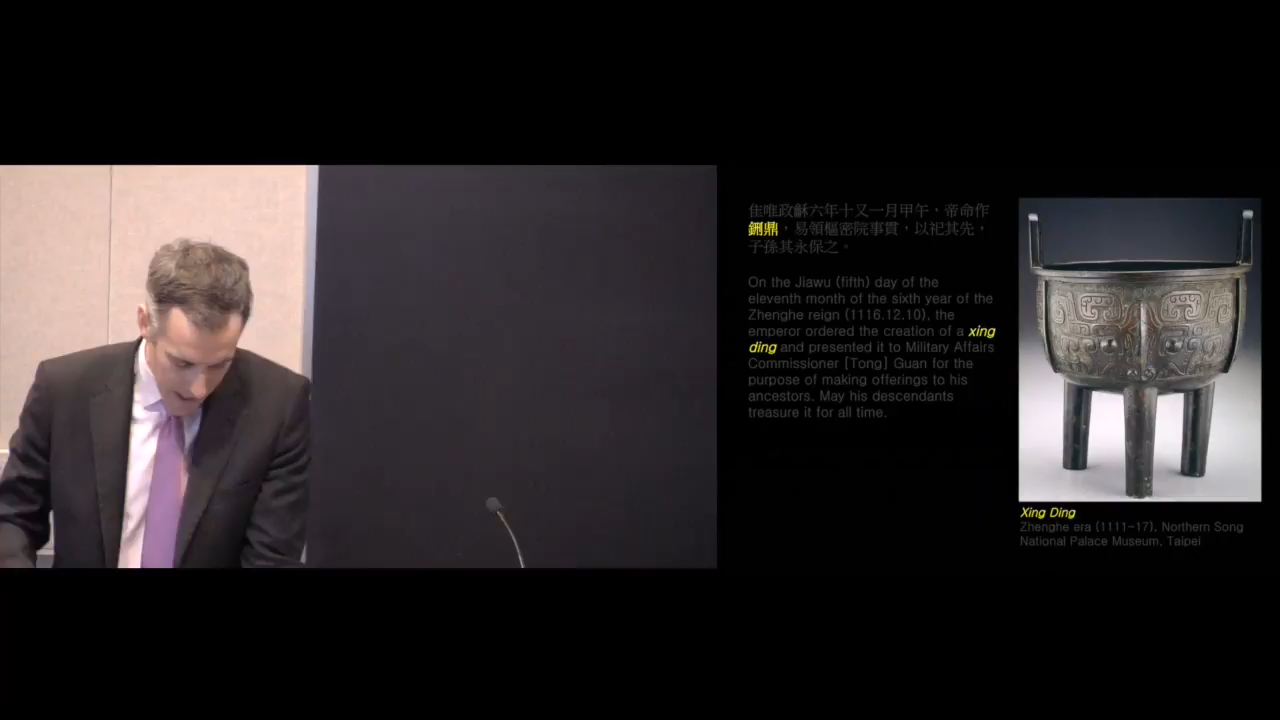 隹唯政龢六年十又一月甲午，帝命作
鉶鼎，易領樞密院事貫，以祀其先，
子孫其永保之。
On the Jiawu (fifth) day of the
eleventh month of the sixth year of the
Zhenghe reign (1116.12.10), the
emperor ordered the creation of a xing
ding and presented it to Military Affairs
Commissioner [Tong] Guan for the
purpose of making offerings to his
ancestors. May his descendants
treasure it for all time.
Xing Ding
Zhenghe era (1111-17), Northern Song
National Palace Museum, Taipei